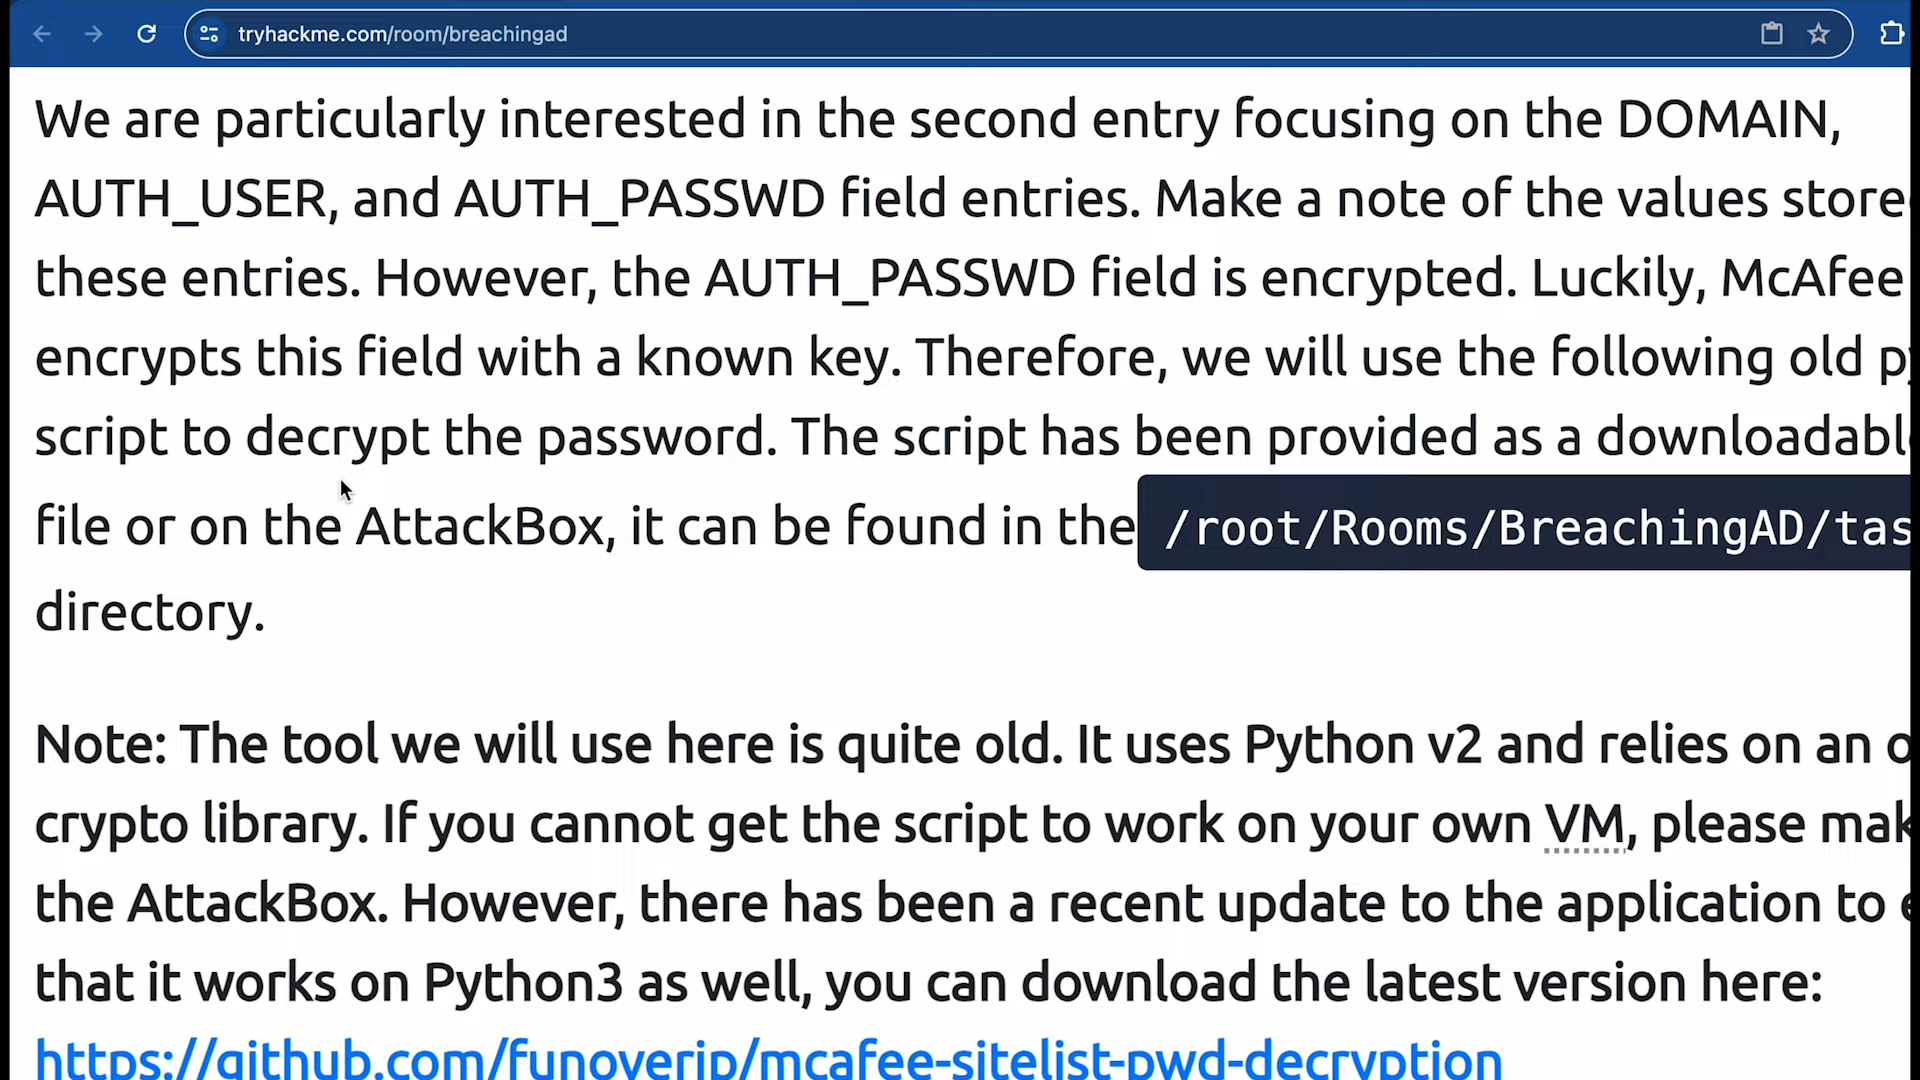 tryhackme.com/room/breachingad
We are particularly interested in the second entry focusing on the DOMAIN,
AUTH_USER, and AUTH_PASSWD field entries. Make a note of the values
these entries. However, the AUTH_PASSWD field is encrypted. Luckily, McAfee
encrypts this field with a known key. Therefore, we will use the following old
script to decrypt the password. The script has been provided as a
file or on the AttackBox, it can be found in the /root/Rooms/BreachingAD/tas
directory.
Note: The tool we will use here is quite old. It uses Python v2 and relies on an
crypto library. If you cannot get the script to work on your own VM, please
the AttackBox. However, there has been a recent update to the application to
that it works on Python3 as well, you can download the latest version here:
https://github.com/funoverip/mcafee-sitelist-pwd-decryption